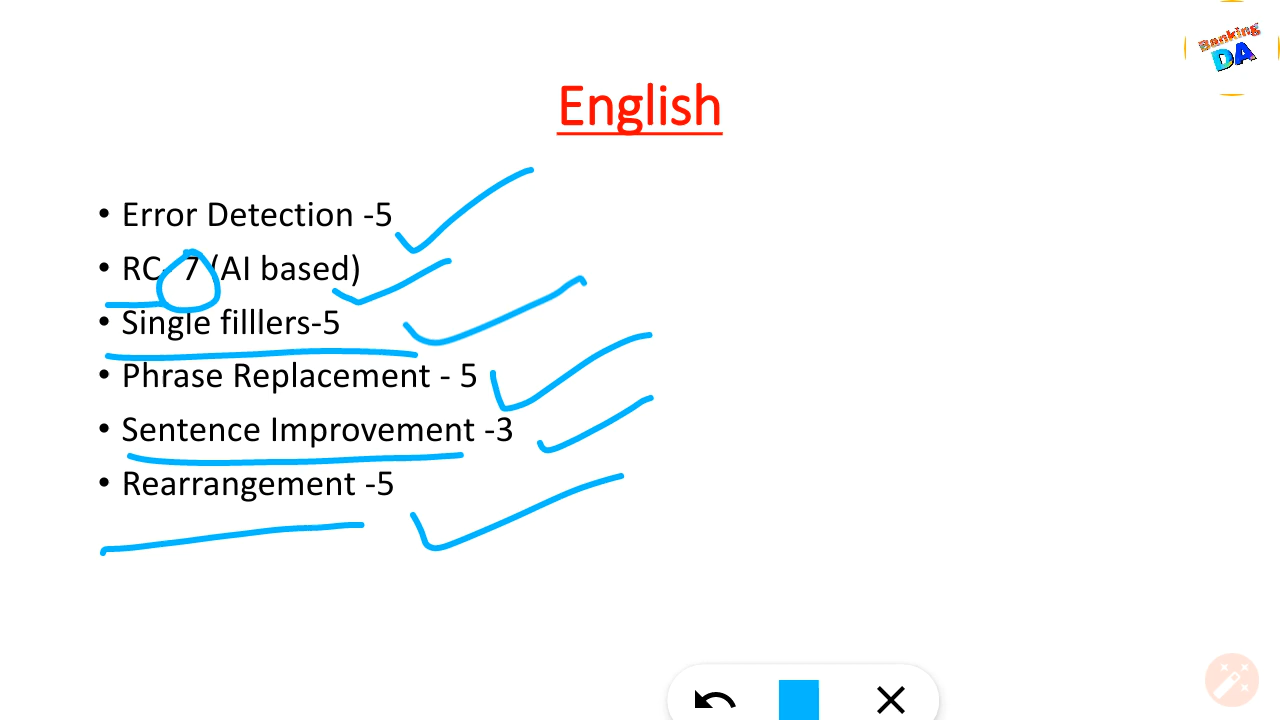 Banking
DA
English
• Error Detection -5
• RC- 7 (AI based)
• Single filllers-5
• Phrase Replacement - 5
• Sentence Improvement -3
• Rearrangement -5